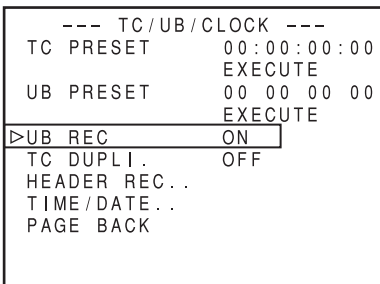 --- TC/UB/CLOCK ---
TC PRESET 00:00:00:00
EXECUTE
UB PRESET 00 00 00 00
EXECUTE
▷UB REC ON
TC DUPLI. OFF
HEADER REC..
TIME/DATE..
PAGE BACK